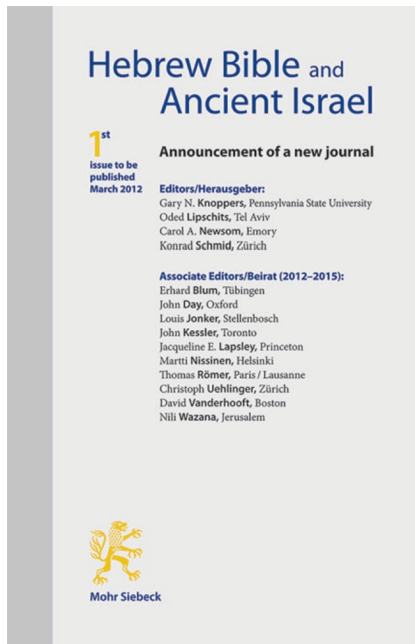 Hebrew Bible and
Ancient Israel
1st
issue to be
published
March 2012
Announcement of a new journal
Editors/Herausgeber:
Gary N. Knoppers, Pennsylvania State University
Oded Lipschits, Tel Aviv
Carol A. Newsom, Emory
Konrad Schmid, Zürich
Associate Editors/Beirat (2012–2015):
Erhard Blum, Tübingen
John Day, Oxford
Louis Jonker, Stellenbosch
John Kessler, Toronto
Jacqueline E. Lapsley, Princeton
Martti Nissinen, Helsinki
Thomas Römer, Paris / Lausanne
Christoph Uehlinger, Zürich
David Vanderhooft, Boston
Nili Wazana, Jerusalem
Mohr Siebeck